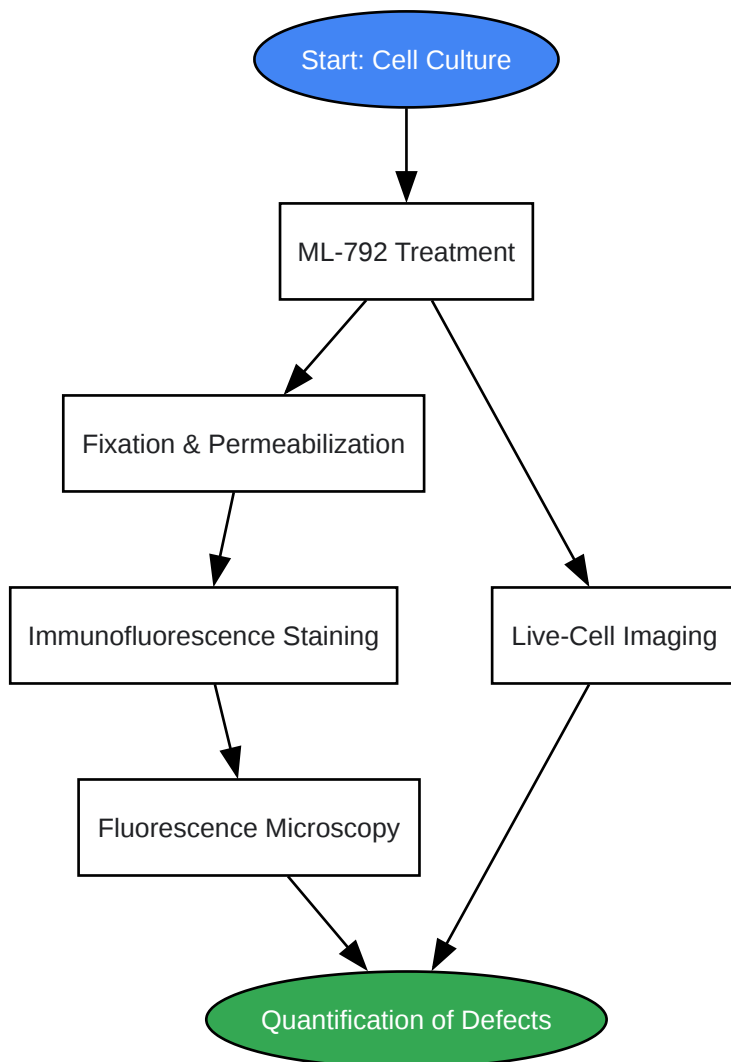 Start: Cell Culture
ML-792 Treatment
Fixation & Permeabilization
Immunofluorescence Staining
Live-Cell Imaging
Fluorescence Microscopy
Quantification of Defects